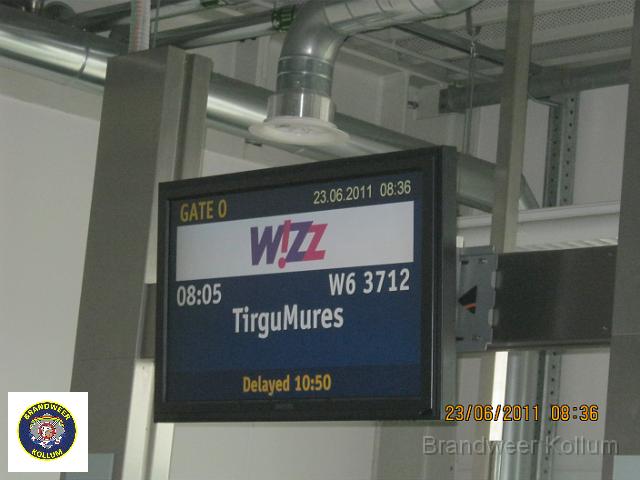 23.06.2011 08:36
GATE 0
W!ZZ
08:05 W6 3712
TirguMures
Delayed 10:50
23/06/2011 08:36
Brandweer Kollum
BRANDWEER
KOLLUM